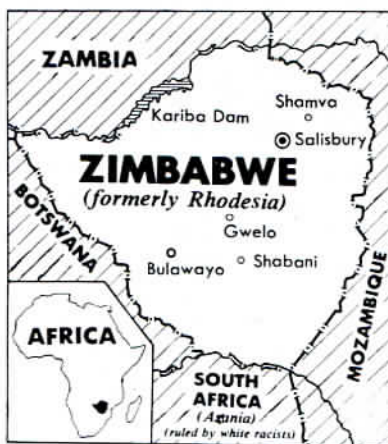 ZAMBIA
Kariba Dam
Shamva
Salisbury
ZIMBABWE
(formerly Rhodesia)
Gwelo
Bulawayo
Shabani
BOTSWANA
MOZAMBIQUE
AFRICA
SOUTH
AFRICA
(Azania)
(ruled by white racists)